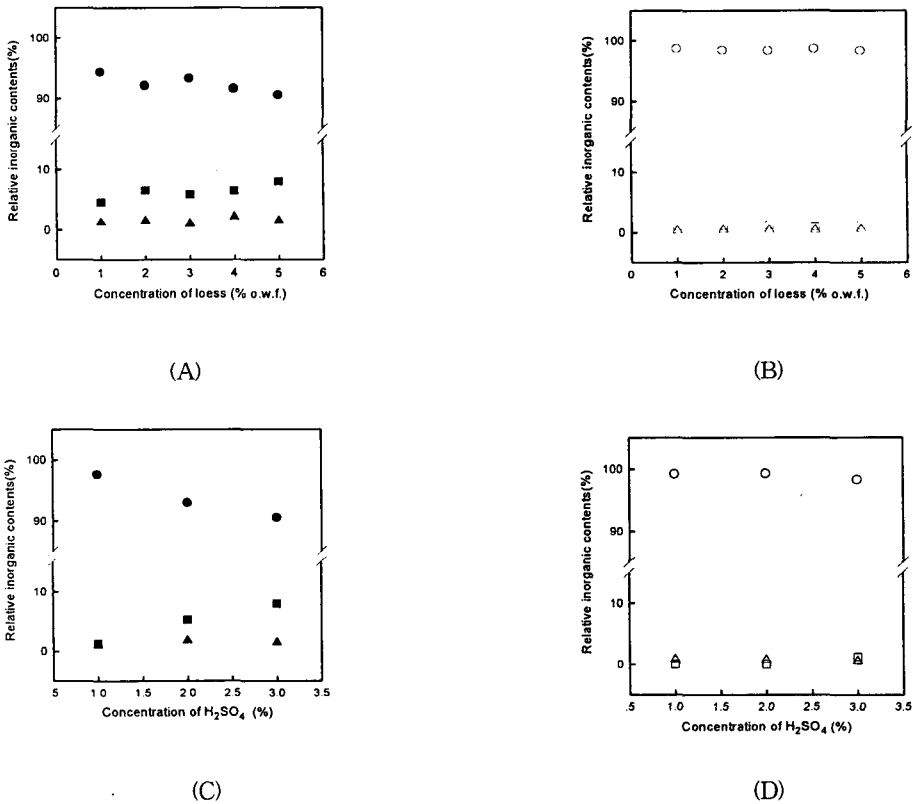 Relative inorganic contents(%)
100
90
10
0
0 1 2 3 4 5 6
Concentration of loess (% o.w.f.)
(A)
Relative inorganic contents(%)
100
90
10
0
0 1 2 3 4 5 6
Concentration of loess (% o.w.f.)
(B)
Relative inorganic contents(%)
100
90
10
0
5 1 0 1.5 2.0 2.5 3.0 3.5
Concentration of H₂SO₄ (%)
(C)
Relative inorganic contents(%)
100
90
10
0
.5 1.0 1.5 2.0 2.5 3.0 3.5
Concentration of H₂SO₄ (%)
(D)